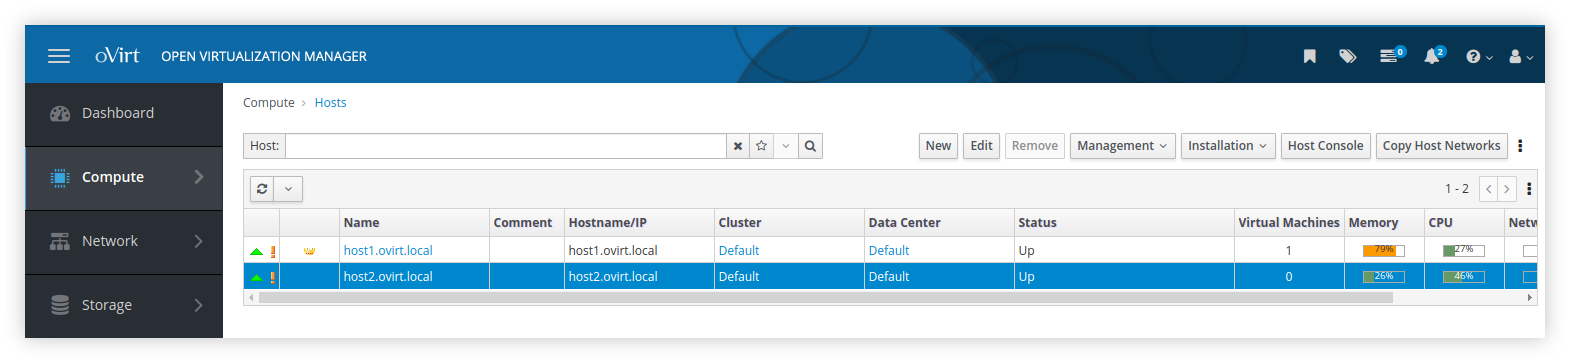 oVirt OPEN VIRTUALIZATION MANAGER 0 2
Dashboard
Compute
Network
Storage
Compute > Hosts
Host: New Edit Remove Management Installation Host Console Copy Host Networks
1 - 2
Name Comment Hostname/IP Cluster Data Center Status Virtual Machines Memory CPU Netw
host1.ovirt.local host1.ovirt.local Default Default Up 1 79% 27%
host2.ovirt.local host2.ovirt.local Default Default Up 0 26% 46%